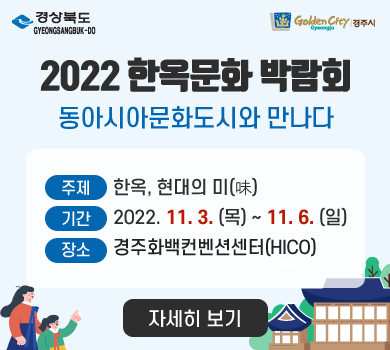 경상북도
GYEONGSANGBUK-DO
Golden City
Gyeongju
경주시
2022 한옥문화 박람회
동아시아문화도시와 만나다
주제 한옥, 현대의 미(味)
기간 2022. 11. 3. (목) ~ 11. 6. (일)
장소 경주화백컨벤션센터(HICO)
자세히 보기